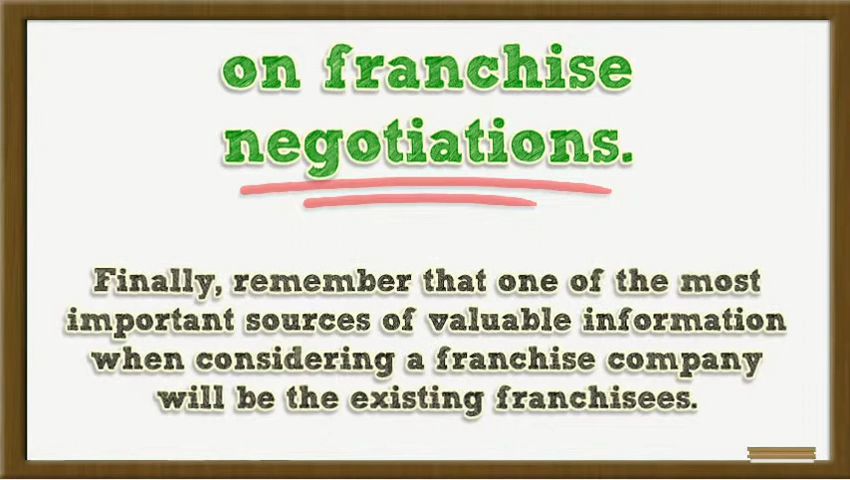 on franchise
negotiations.
Finally, remember that one of the most
important sources of valuable information
when considering a franchise company
will be the existing franchisees.